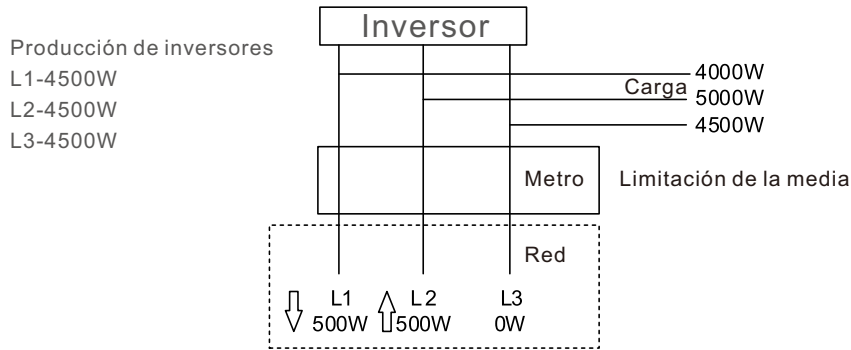 Inversor
Producción de inversores
L1-4500W
L2-4500W
L3-4500W
4000W
Carga
5000W
4500W
Metro
Limitación de la media
Red
L1 L2 L3
500W 500W 0W